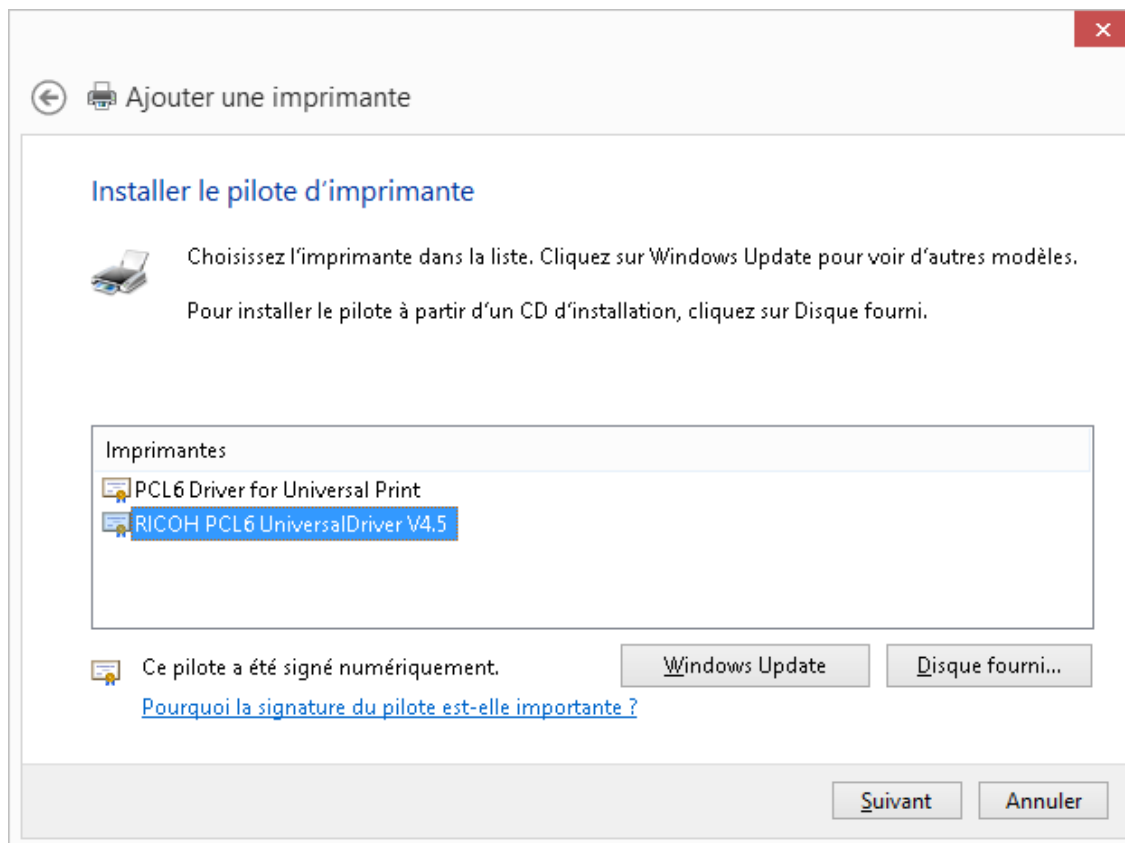 Ajouter une imprimante
Installer le pilote d'imprimante
Choisissez l'imprimante dans la liste. Cliquez sur Windows Update pour voir d'autres modèles.
Pour installer le pilote à partir d'un CD d'installation, cliquez sur Disque fourni.
Imprimantes
PCL6 Driver for Universal Print
RICOH PCL6 UniversalDriver V4.5
Ce pilote a été signé numériquement.
Windows Update
Disque fourni...
Pourquoi la signature du pilote est-elle importante ?
Suivant
Annuler